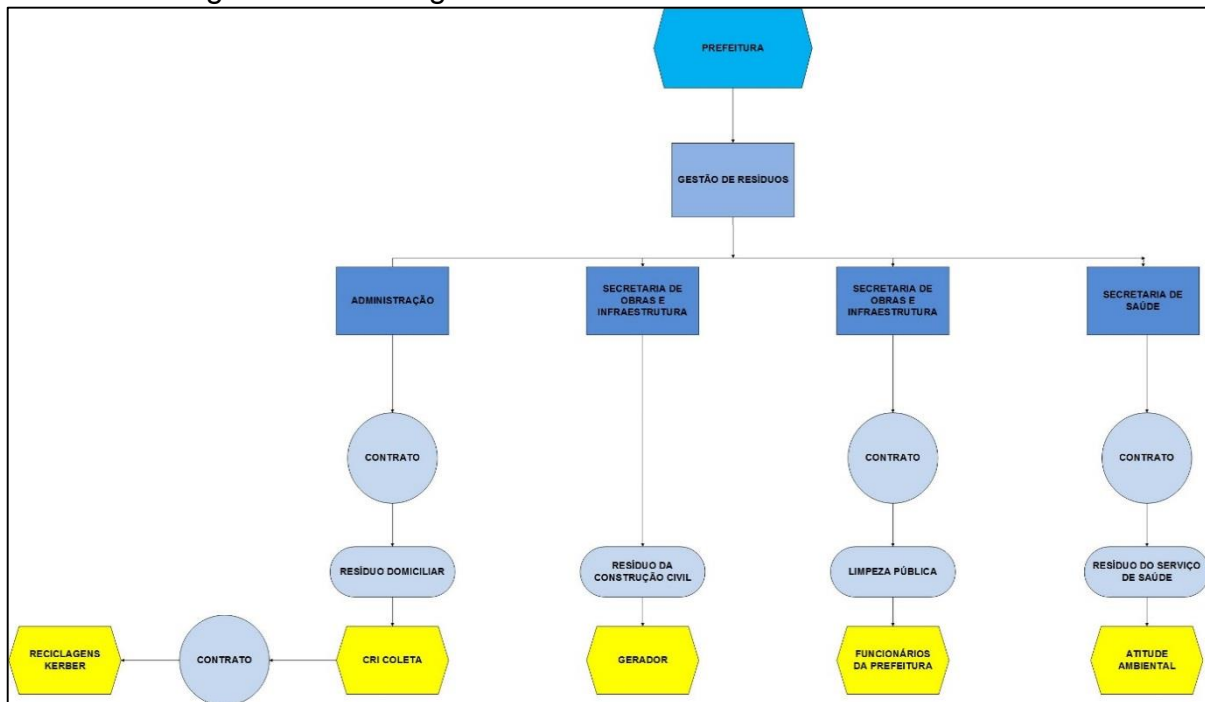 PREFEITURA
GESTÃO DE RESÍDUOS
ADMINISTRAÇÃO
SECRETARIA DE
OBRAS E
INFRAESTRUTURA
SECRETARIA DE
OBRAS E
INFRAESTRUTURA
SECRETARIA DE
SAÚDE
CONTRATO
CONTRATO
CONTRATO
RESÍDUO DOMICILIAR
RESÍDUO DA
CONSTRUÇÃO CIVIL
LIMPEZA PÚBLICA
RESÍDUO DO SERVIÇO
DE SAÚDE
RECICLAGENS
KERBER
CONTRATO
CRI COLETA
GERADOR
FUNCIONÁRIOS
DA PREFEITURA
ATITUDE
AMBIENTAL